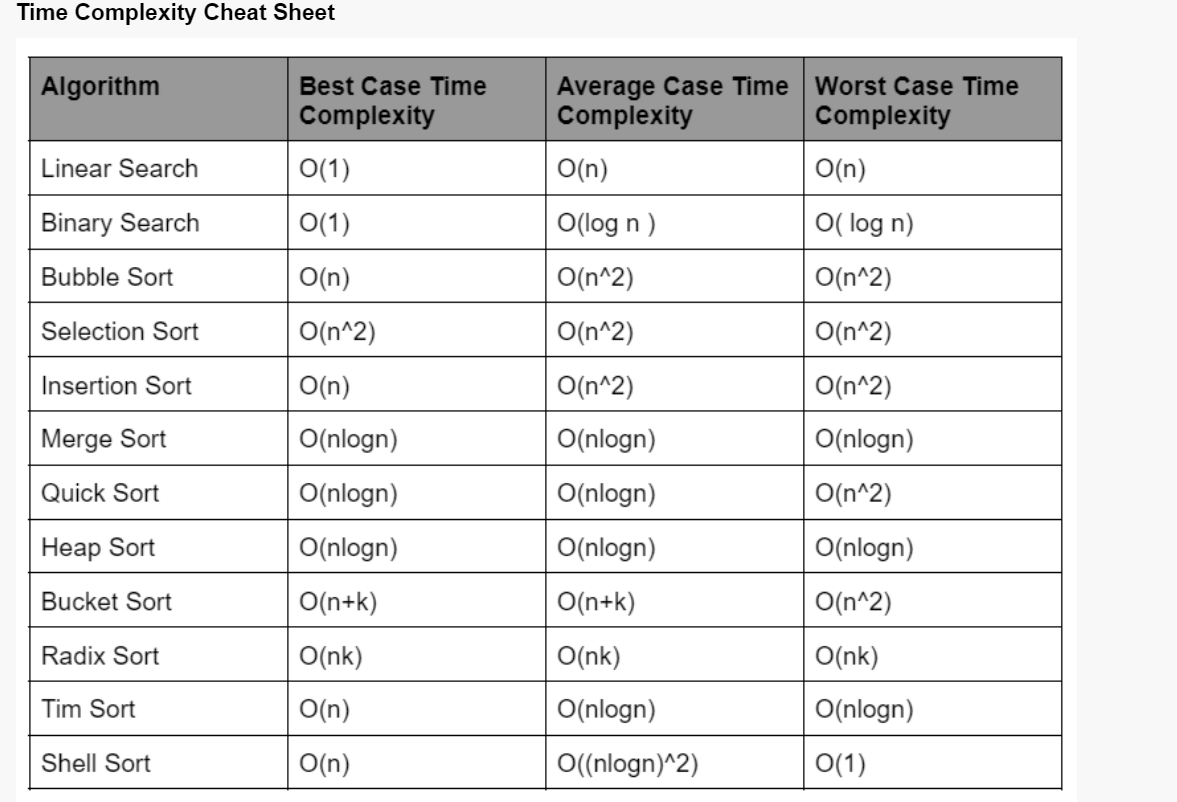 Time Complexity Cheat Sheet
Algorithm Best Case Time Complexity Average Case Time Complexity Worst Case Time Complexity
Linear Search O(1) O(n) O(n)
Binary Search O(1) O(log n ) O( log n)
Bubble Sort O(n) O(n^2) O(n^2)
Selection Sort O(n^2) O(n^2) O(n^2)
Insertion Sort O(n) O(n^2) O(n^2)
Merge Sort O(nlogn) O(nlogn) O(nlogn)
Quick Sort O(nlogn) O(nlogn) O(n^2)
Heap Sort O(nlogn) O(nlogn) O(nlogn)
Bucket Sort O(n+k) O(n+k) O(n^2)
Radix Sort O(nk) O(nk) O(nk)
Tim Sort O(n) O(nlogn) O(nlogn)
Shell Sort O(n) O((nlogn)^2) O(1)